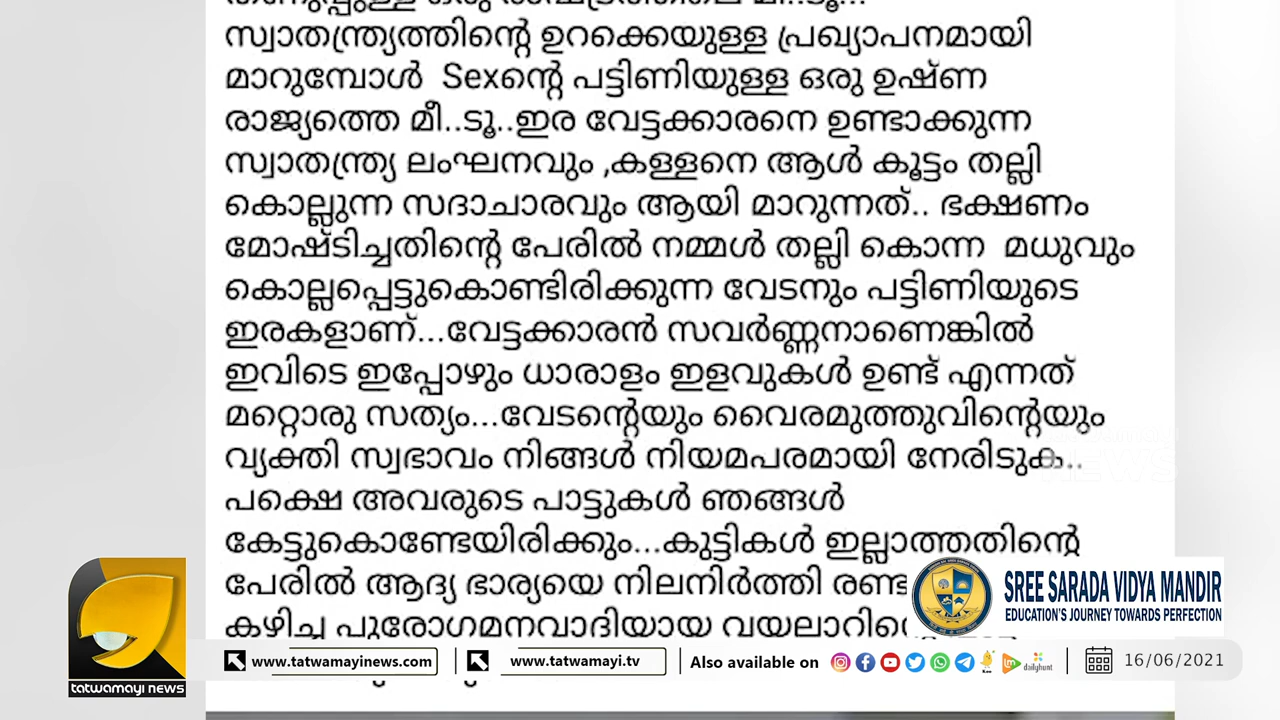 സ്വാതന്ത്ര്യത്തിന്റെ ഉറക്കെയുള്ള പ്രഖ്യാപനമായി
മാറുമ്പോൾ Sexന്റെ പട്ടിണിയുള്ള ഒരു ഉഷ്ണ
രാജ്യത്തെ മീ..ടൂ..ഇര വേട്ടക്കാരനെ ഉണ്ടാക്കുന്ന
സ്വാതന്ത്ര്യ ലംഘനവും ,കള്ളനെ ആൾ കൂട്ടം തല്ലി
കൊല്ലുന്ന സദാചാരവും ആയി മാറുന്നത്.. ഭക്ഷണം
മോഷ്ടിച്ചതിന്റെ പേരിൽ നമ്മൾ തല്ലി കൊന്ന മധുവും
കൊല്ലപ്പെട്ടുകൊണ്ടിരിക്കുന്ന വേടനും പട്ടിണിയുടെ
ഇരകളാണ്...വേട്ടക്കാരൻ സവർണ്ണനാണെങ്കിൽ
ഇവിടെ ഇപ്പോഴും ധാരാളം ഇളവുകൾ ഉണ്ട് എന്നത്
മറ്റൊരു സത്യം...വേടന്റെയും വൈരമുത്തുവിന്റെയും
വ്യക്തി സ്വഭാവം നിങ്ങൾ നിയമപരമായി നേരിടുക..
പക്ഷെ അവരുടെ പാട്ടുകൾ ഞങ്ങൾ
കേട്ടുകൊണ്ടേയിരിക്കും...കുട്ടികൾ ഇല്ലാത്തതിന്റെ
പേരിൽ ആദ്യ ഭാര്യയെ നിലനിർത്തി
കഴിച്ച പുരോഗമനവാദിയായ
SREE SARADA VIDYA MANDIR
EDUCATION'S JOURNEY TOWARDS PERFECTION
tatwamayi news
www.tatwamayinews.com
www.tatwamayi.tv
Also available on
dailyhunt
16/06/2021
NEWS